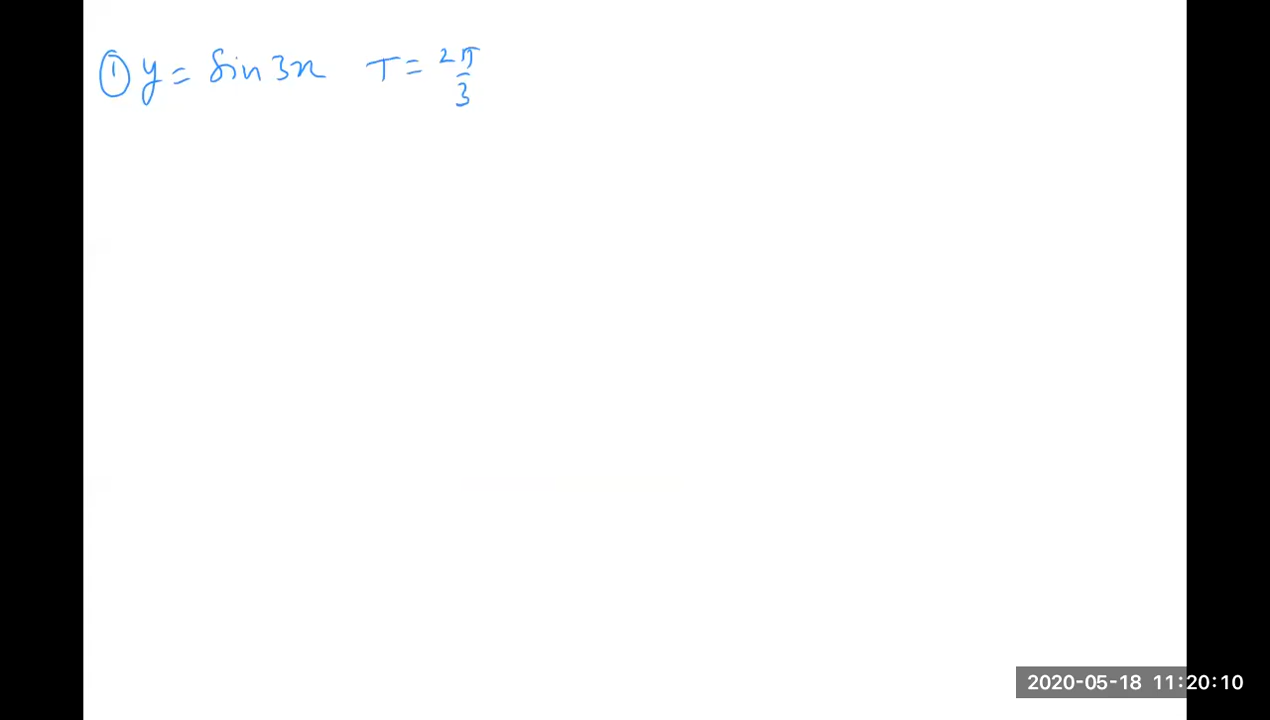 ① y = sin 3x T = 2π/3
2020-05-18 11:20:10